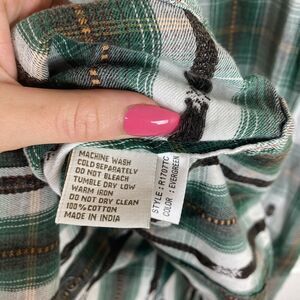 MACHINE WASH
COLD SEPARATELY
DO NOT BLEACH
TUMBLE DRY LOW
WARM IRON
DO NOT DRY CLEAN
100% COTTON
MADE IN INDIA
STYLE : R1707TC
COLOR : EVERGREEN